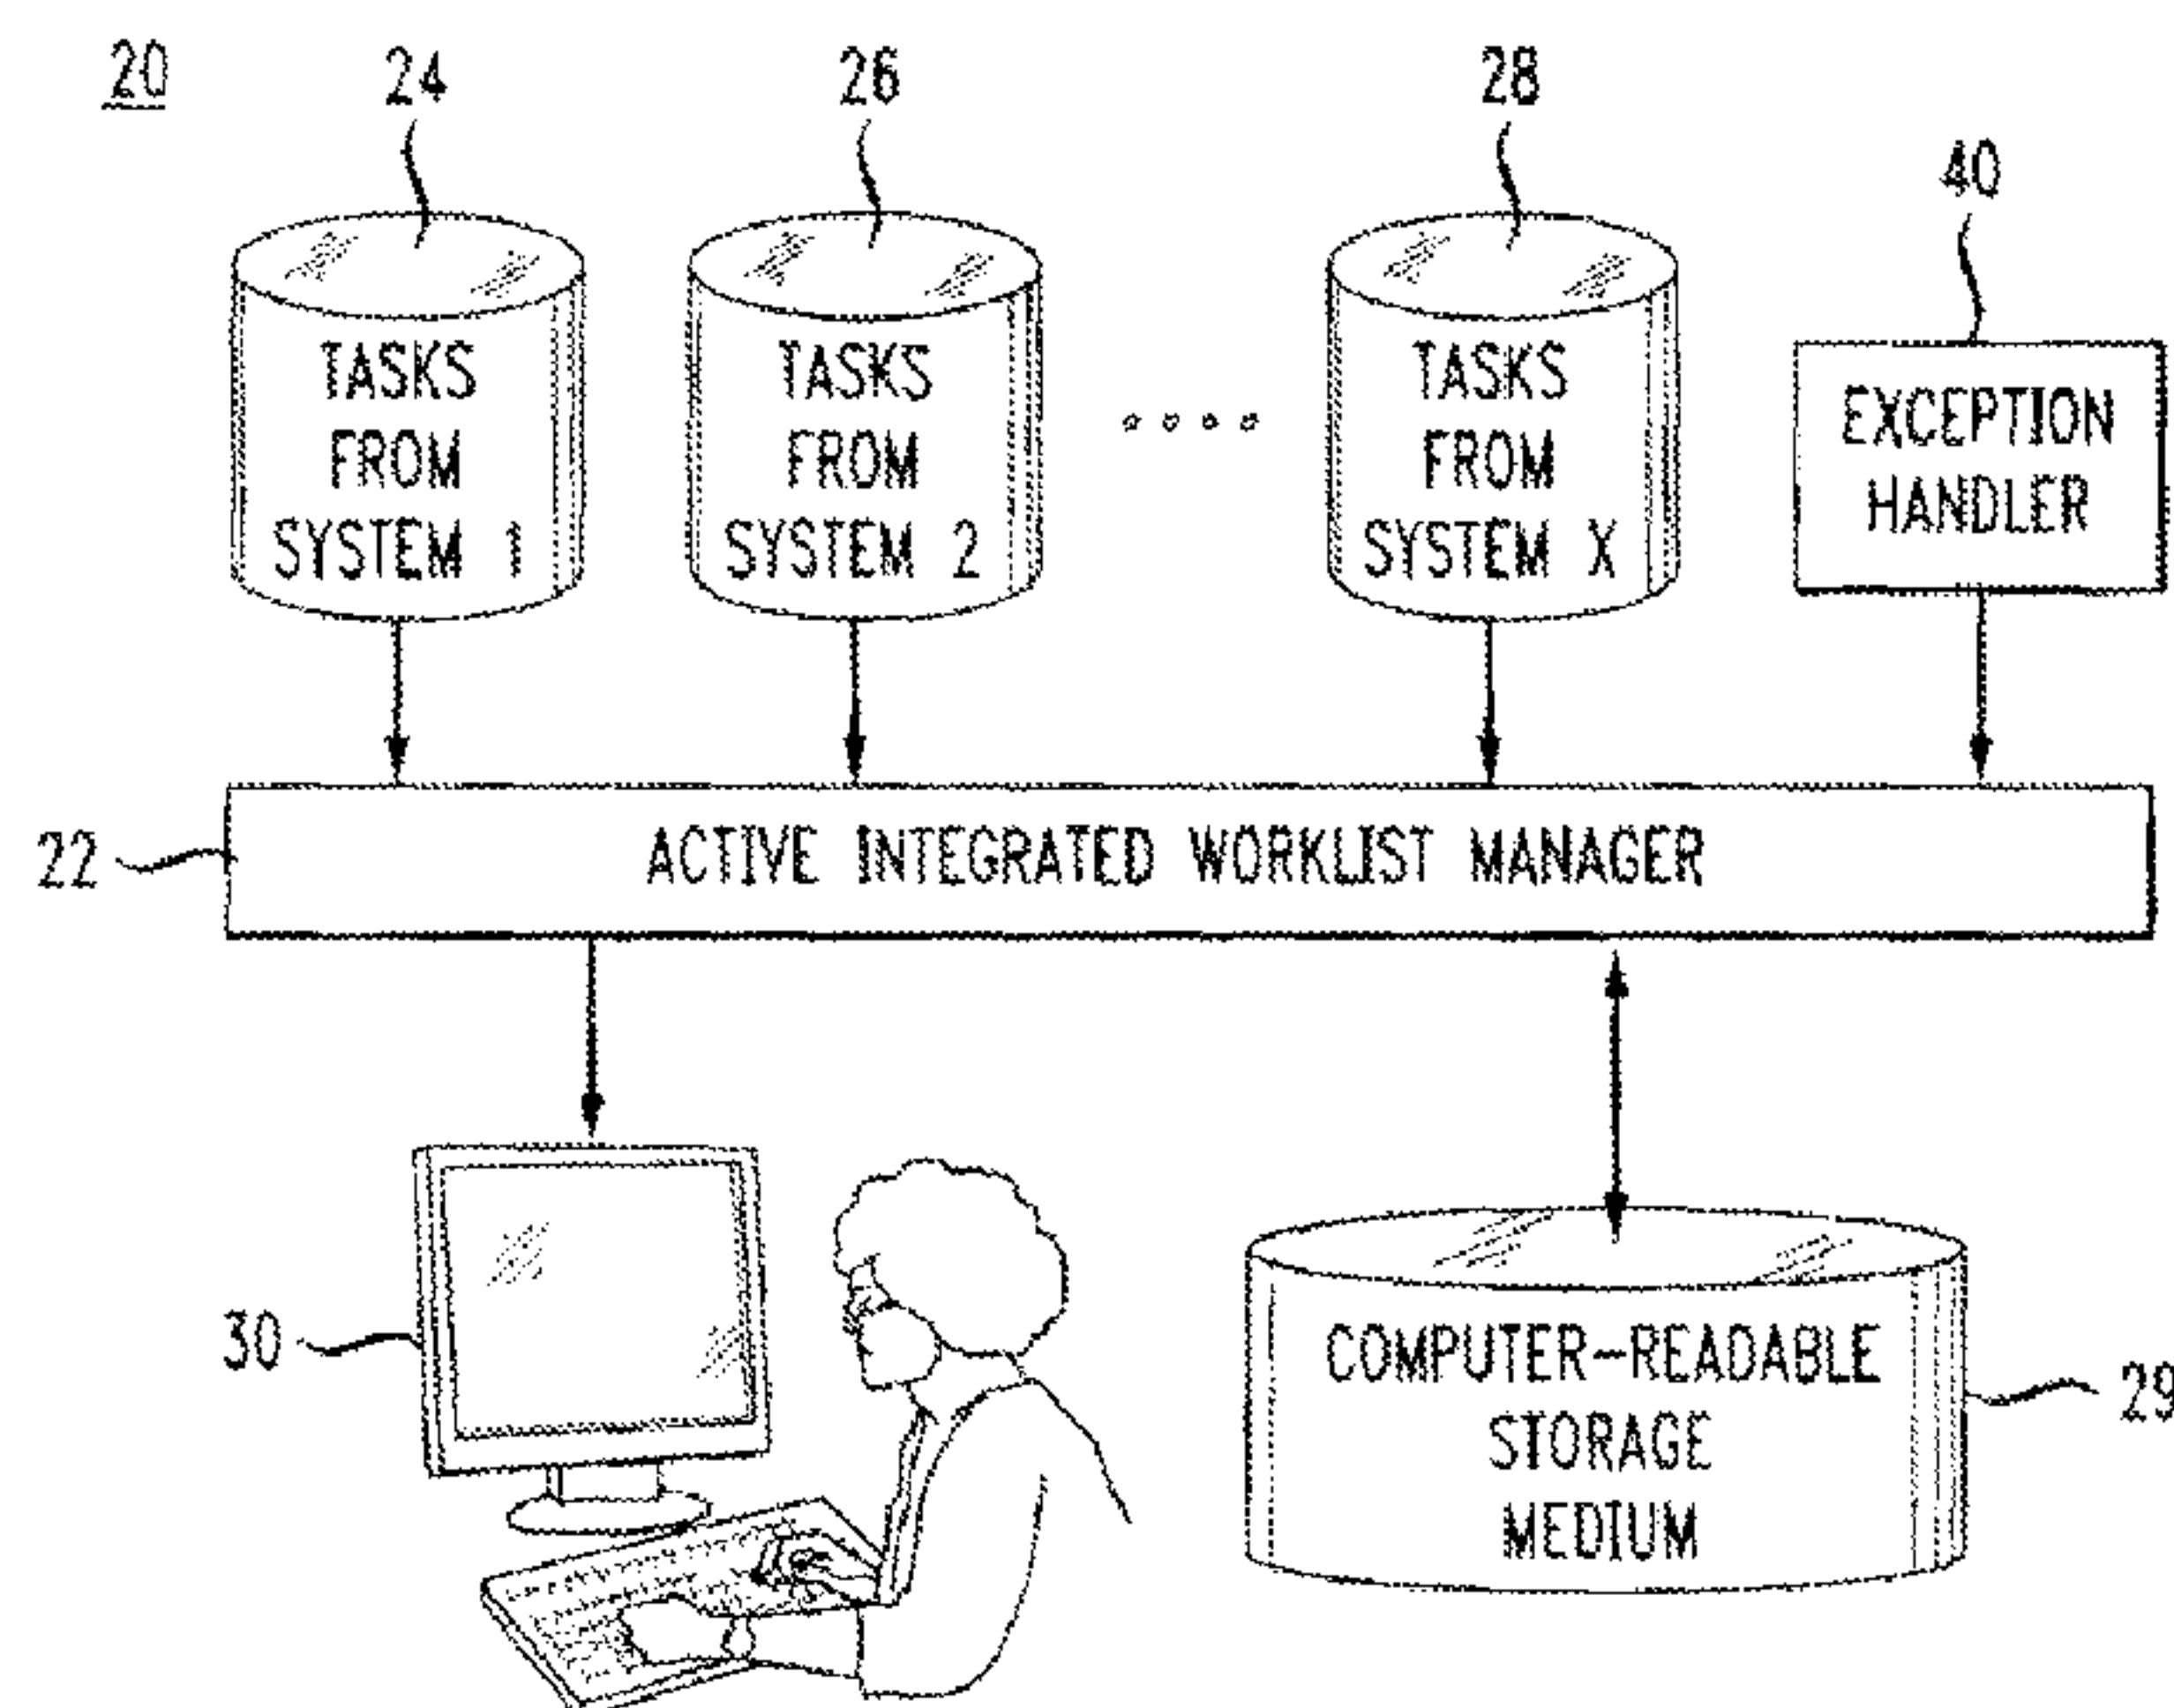 20
24
26
28
40
TASKS
FROM
SYSTEM 1
TASKS
FROM
SYSTEM 2
TASKS
FROM
SYSTEM X
EXCEPTION
HANDLER
22
ACTIVE INTEGRATED WORKLIST MANAGER
30
COMPUTER-READABLE
STORAGE
MEDIUM
29